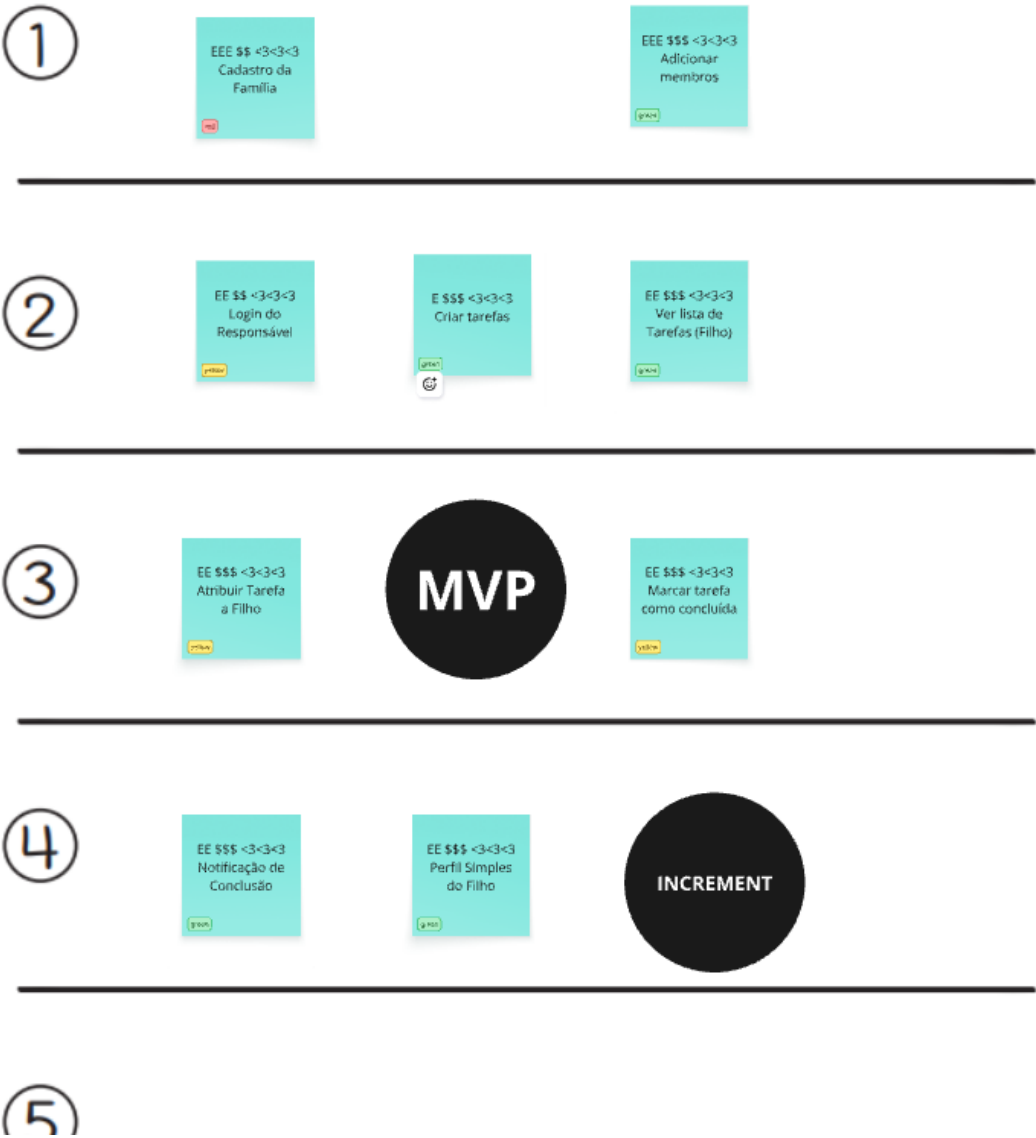 1
EEE $$ <3<3<3
Cadastro da
Família
red
EEE $$$ <3<3<3
Adicionar
membros
green
2
EE $$ <3<3<3
Login do
Responsável
yellow
E $$$ <3<3<3
Criar tarefas
green
EE $$$ <3<3<3
Ver lista de
Tarefas (Filho)
green
3
EE $$$ <3<3<3
Atribuir Tarefa
a Filho
yellow
MVP
EE $$$ <3<3<3
Marcar tarefa
como concluída
yellow
4
EE $$$ <3<3<3
Notificação de
Conclusão
green
EE $$$ <3<3<3
Perfil Simples
do Filho
green
INCREMENT
5